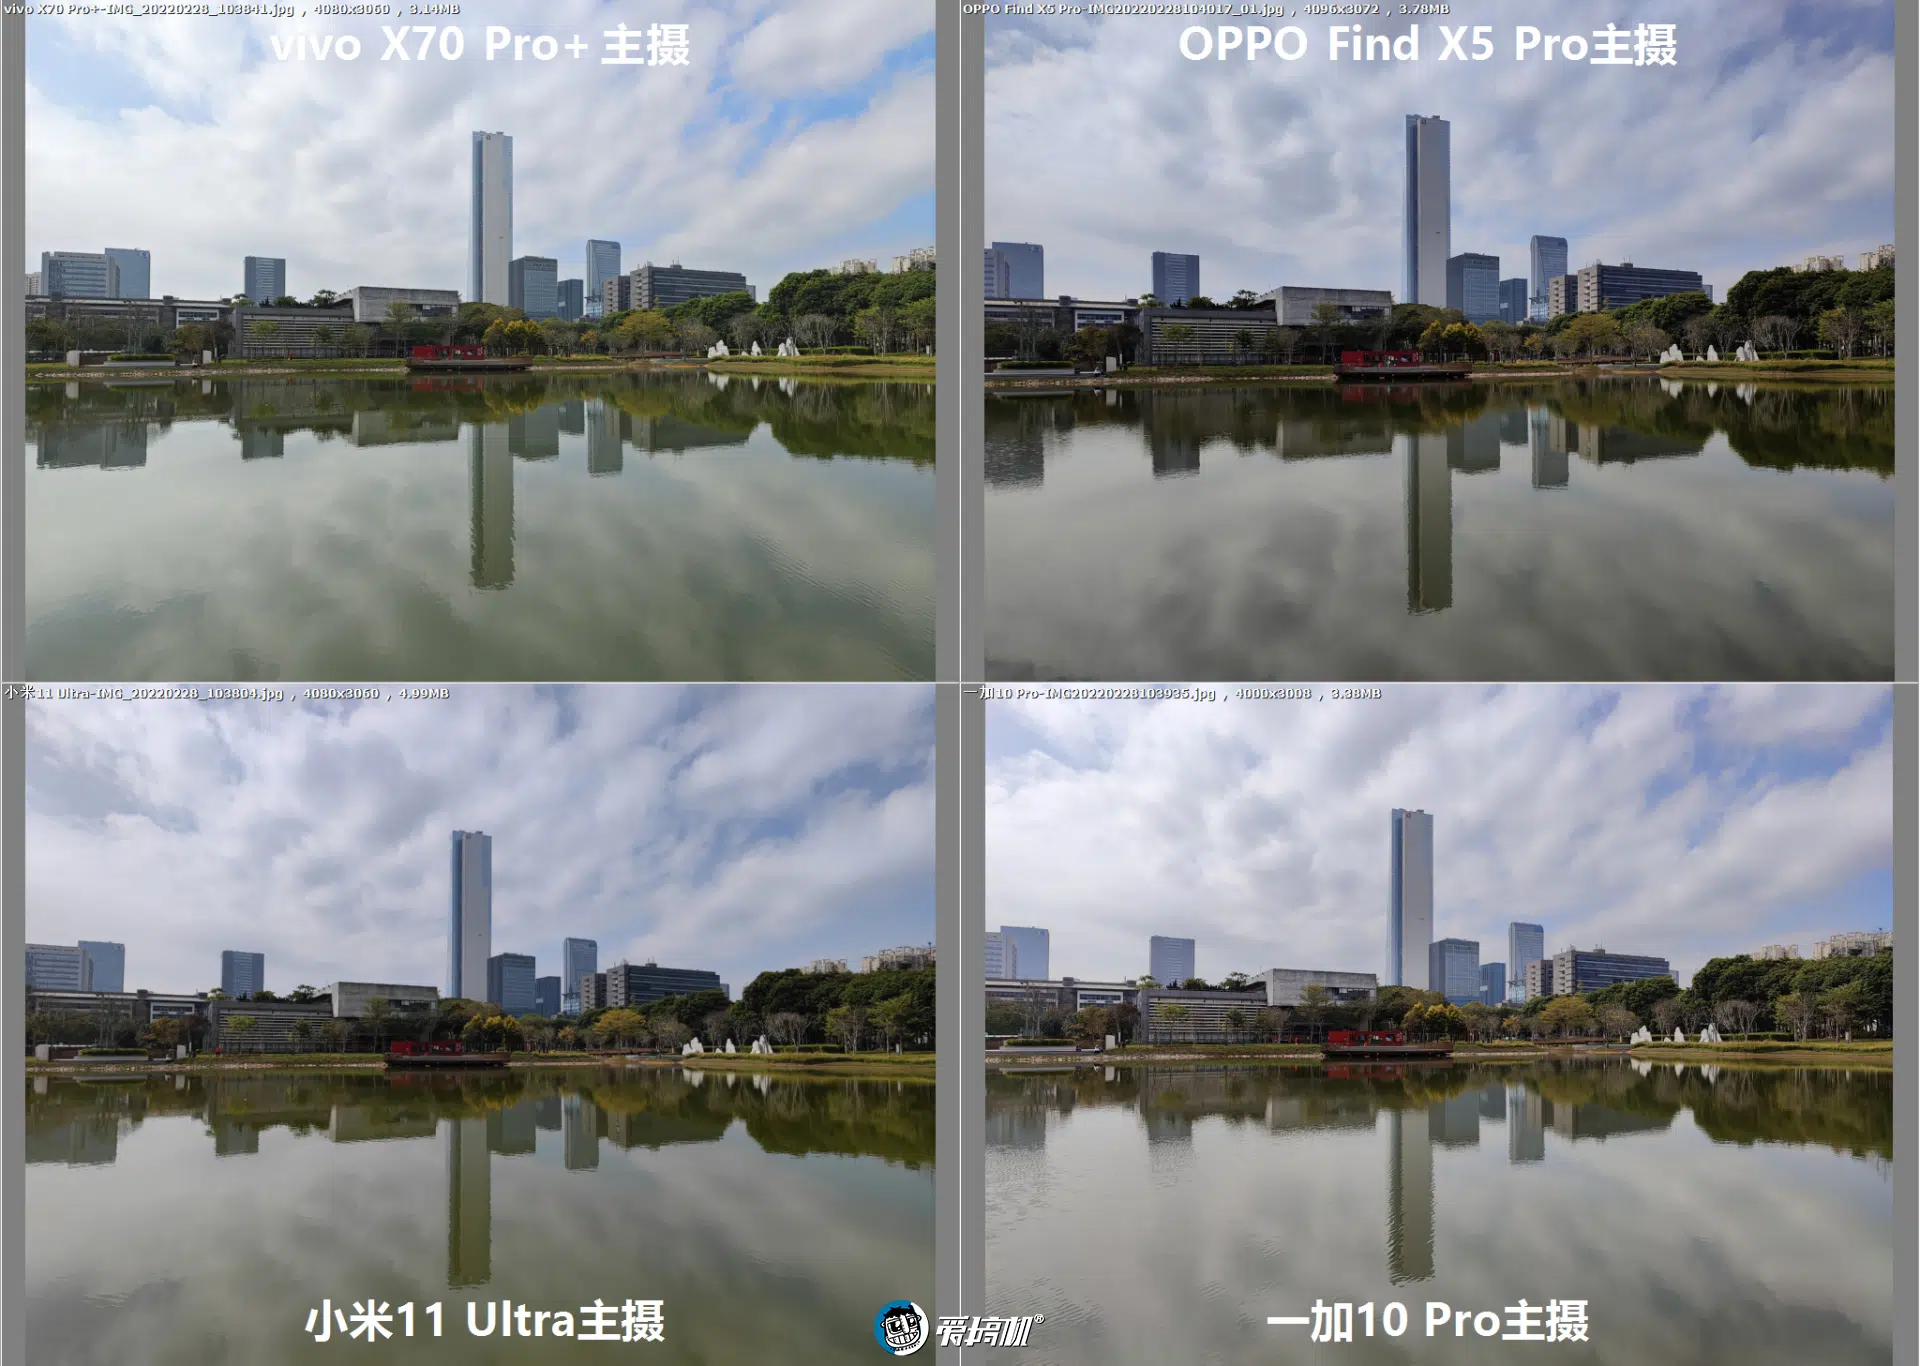 vivo X70 Pro+-IMG_20220228_103841.jpg , 4080x3060 , 3.14MB
vivo X70 Pro+主摄
OPPO Find X5 Pro-IMG20220228104017_01.jpg , 4096x3072 , 3.78MB
OPPO Find X5 Pro主摄
小米11 Ultra-IMG_20220228_103804.jpg , 4080x3060 , 4.99MB
小米11 Ultra主摄
一加10 Pro-IMG20220228103935.jpg , 4000x3008 , 3.38MB
一加10 Pro主摄
爱搞机®